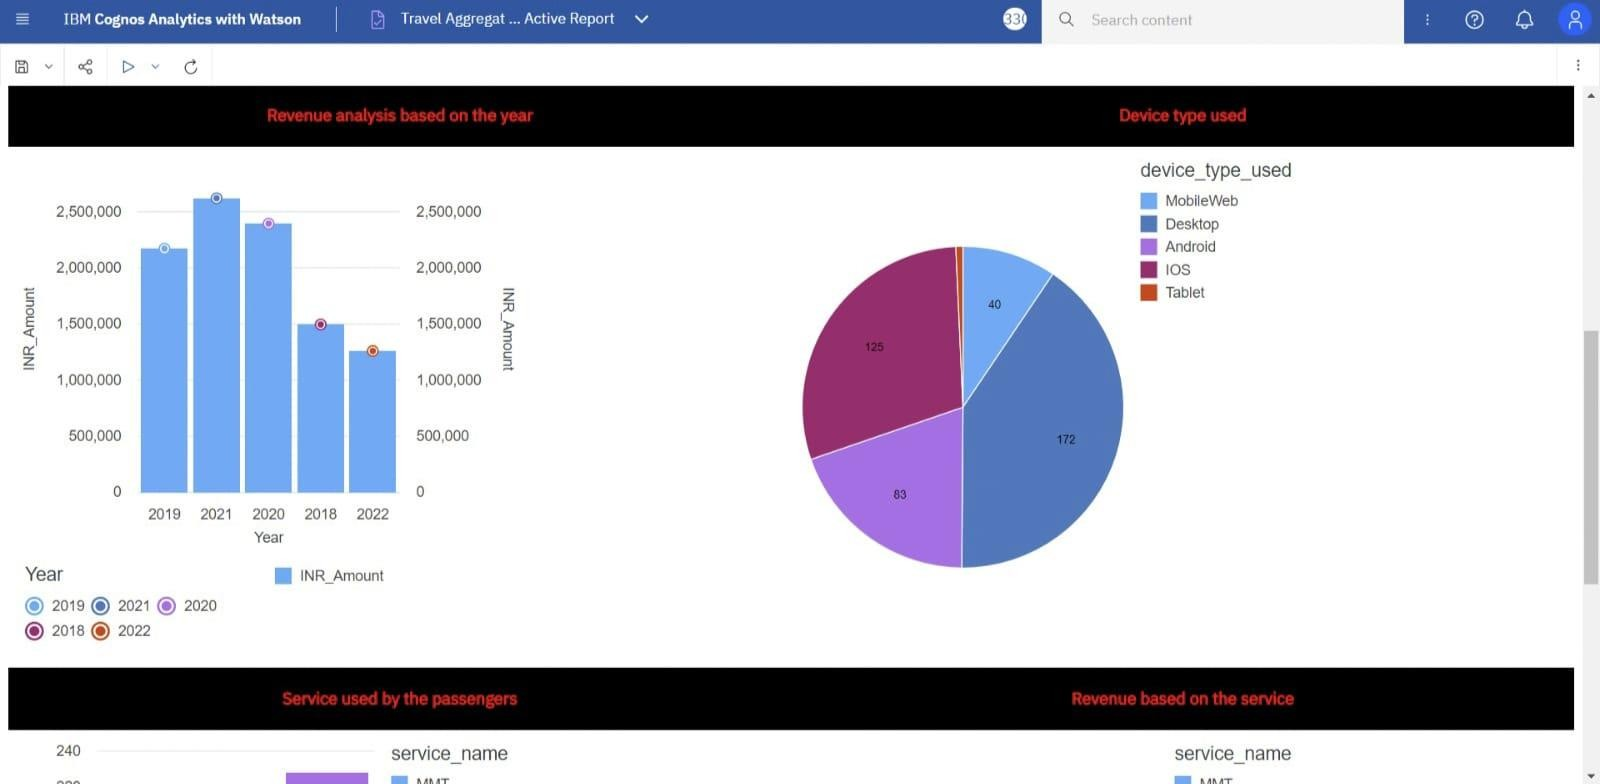 IBM Cognos Analytics with Watson
Travel Aggregat ... Active Report
Search content
Revenue analysis based on the year
Device type used
2,500,000
2,000,000
1,500,000
1,000,000
500,000
0
INR_Amount
2,500,000
2,000,000
1,500,000
1,000,000
500,000
0
INR_Amount
2019 2021 2020 2018 2022
Year
Year
2019 2021 2020
2018 2022
INR_Amount
device_type_used
MobileWeb
Desktop
Android
IOS
Tablet
40
125
172
83
Service used by the passengers
Revenue based on the service
240
service_name
service_name